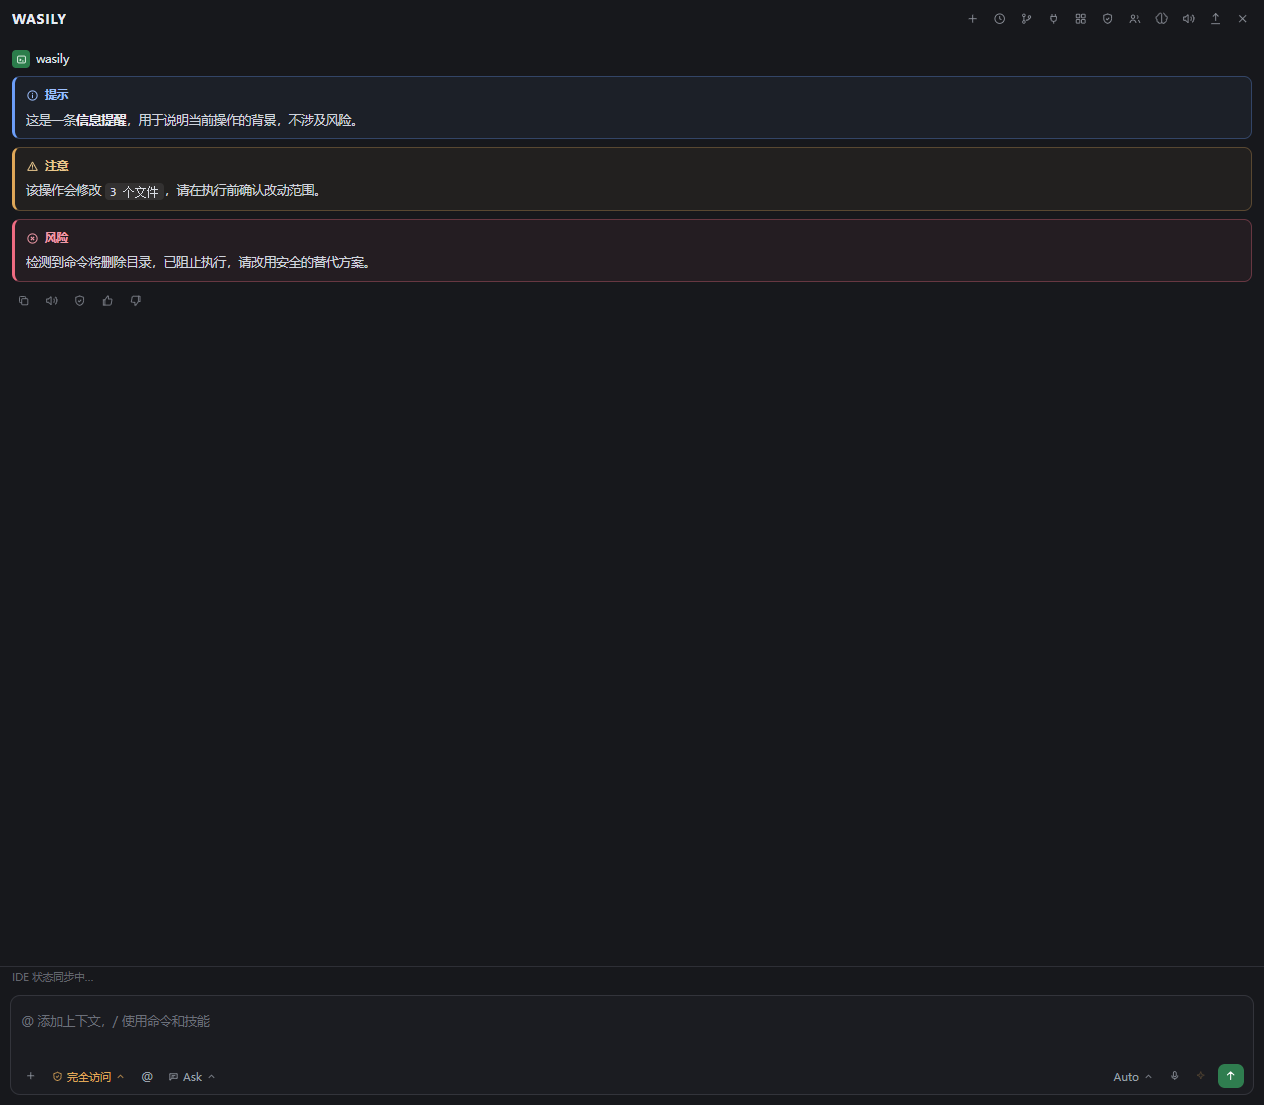 WASILY
wasily
提示
这是一条信息提醒，用于说明当前操作的背景，不涉及风险。
注意
该操作会修改 3 个文件，请在执行前确认改动范围。
风险
检测到命令将删除目录，已阻止执行，请改用安全的替代方案。
IDE 状态同步中...
@ 添加上下文，/ 使用命令和技能
完全访问 @ Ask Auto